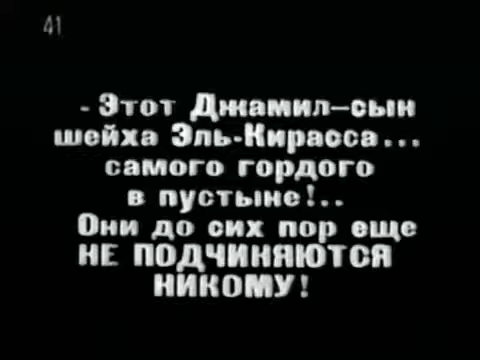 41
- Этот Джамил—сын
шейха Эль-Кирасса...
самого гордого
в пустыне!..
Они до сих пор еще
НЕ ПОДЧИНЯЮТСЯ
НИКОМУ!